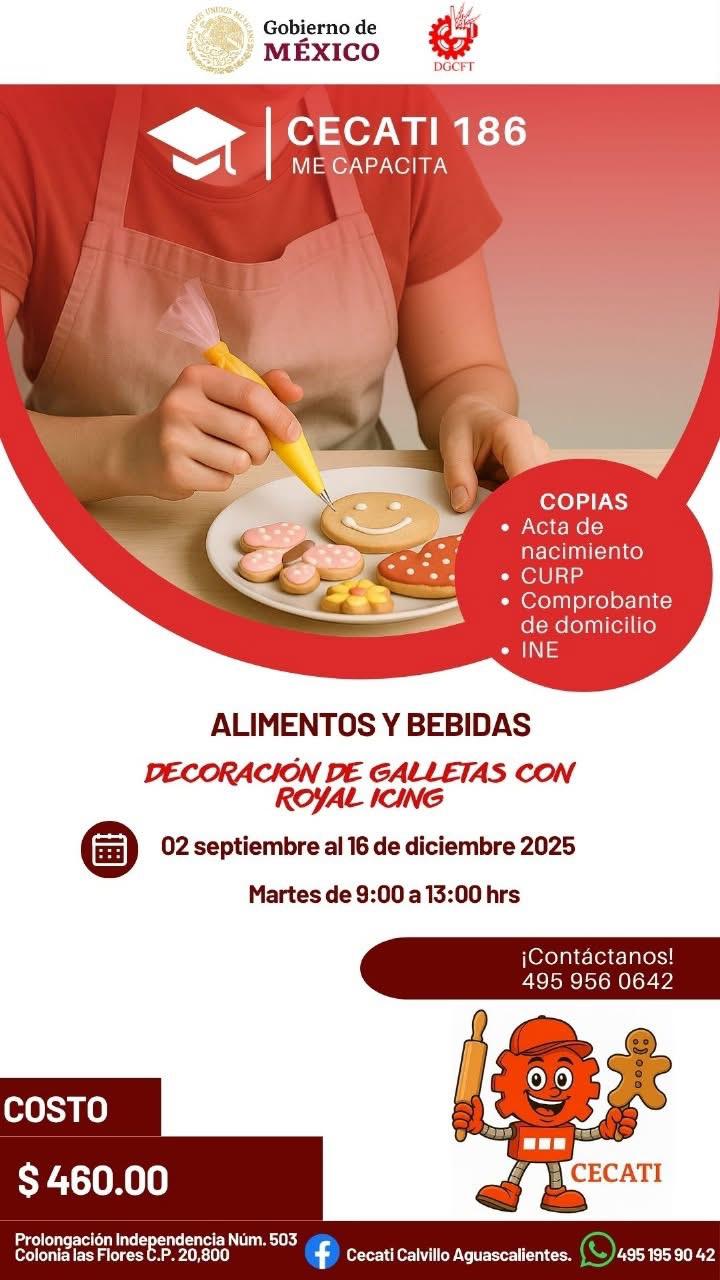 ESTADOS UNIDOS MEXICANOS
Gobierno de
MÉXICO
DGCFT
CECATI 186
ME CAPACITA
COPIAS
• Acta de
nacimiento
• CURP
• Comprobante
de domicilio
• INE
ALIMENTOS Y BEBIDAS
DECORACIÓN DE GALLETAS CON
ROYAL ICING
02 septiembre al 16 de diciembre 2025
Martes de 9:00 a 13:00 hrs
¡Contáctanos!
495 956 0642
COSTO
$ 460.00
CECATI
Prolongación Independencia Núm. 503
Colonia las Flores C.P. 20,800
Cecati Calvillo Aguascalientes.
495 195 90 42